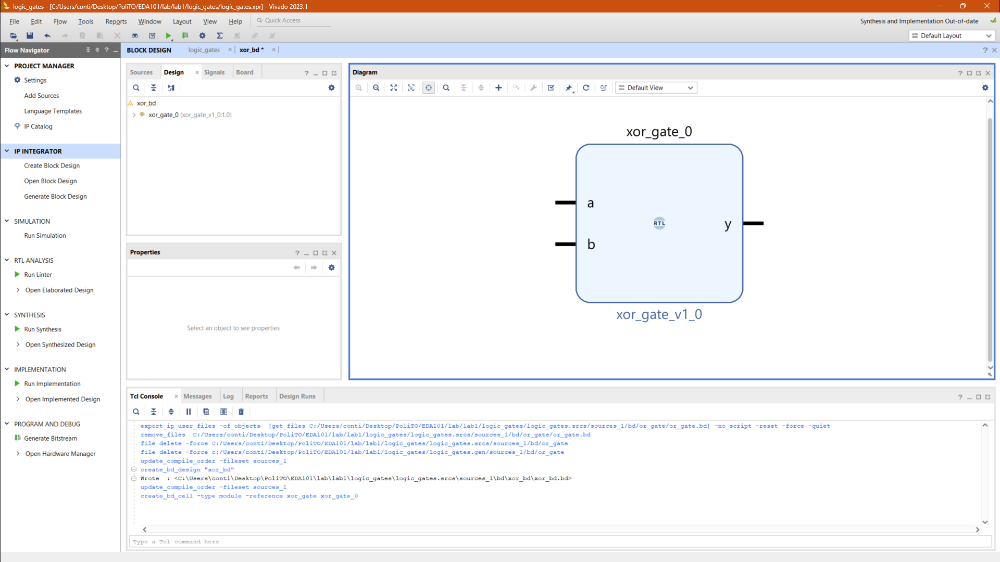 logic_gates - [C:/Users/conti/Desktop/PoliTO/EDA101/lab/lab1/logic_gates/logic_gates.xpr] - Vivado 2023.1
File Edit Flow Tools Reports Window Layout View Help Quick Access
Synthesis and Implementation Out-of-date
Default Layout
Flow Navigator
PROJECT MANAGER
Settings
Add Sources
Language Templates
IP Catalog
IP INTEGRATOR
Create Block Design
Open Block Design
Generate Block Design
SIMULATION
Run Simulation
RTL ANALYSIS
Run Linter
Open Elaborated Design
SYNTHESIS
Run Synthesis
Open Synthesized Design
IMPLEMENTATION
Run Implementation
Open Implemented Design
PROGRAM AND DEBUG
Generate Bitstream
Open Hardware Manager
BLOCK DESIGN logic_gates xor_bd *
Sources Design Signals Board
xor_bd
xor_gate_0 (xor_gate_v1_0:1.0)
Properties
Select an object to see properties
Diagram
Default View
xor_gate_0
a
RTL
y
b
xor_gate_v1_0
Tcl Console Messages Log Reports Design Runs
export_ip_user_files -of_objects  [get_files C:/Users/conti/Desktop/PoliTO/EDA101/lab/lab1/logic_gates/logic_gates.srcs/sources_1/bd/or_gate/or_gate.bd] -no_script -reset -force -quiet
remove_files  C:/Users/conti/Desktop/PoliTO/EDA101/lab/lab1/logic_gates/logic_gates.srcs/sources_1/bd/or_gate/or_gate.bd
file delete -force C:/Users/conti/Desktop/PoliTO/EDA101/lab/lab1/logic_gates/logic_gates.srcs/sources_1/bd/or_gate
file delete -force c:/Users/conti/Desktop/PoliTO/EDA101/lab/lab1/logic_gates/logic_gates.gen/sources_1/bd/or_gate
update_compile_order -fileset sources_1
create_bd_design "xor_bd"
Wrote  : <C:\Users\conti\Desktop\PoliTO\EDA101\lab\lab1\logic_gates\logic_gates.srcs\sources_1\bd\xor_bd\xor_bd.bd>
update_compile_order -fileset sources_1
create_bd_cell -type module -reference xor_gate xor_gate_0
Type a Tcl command here